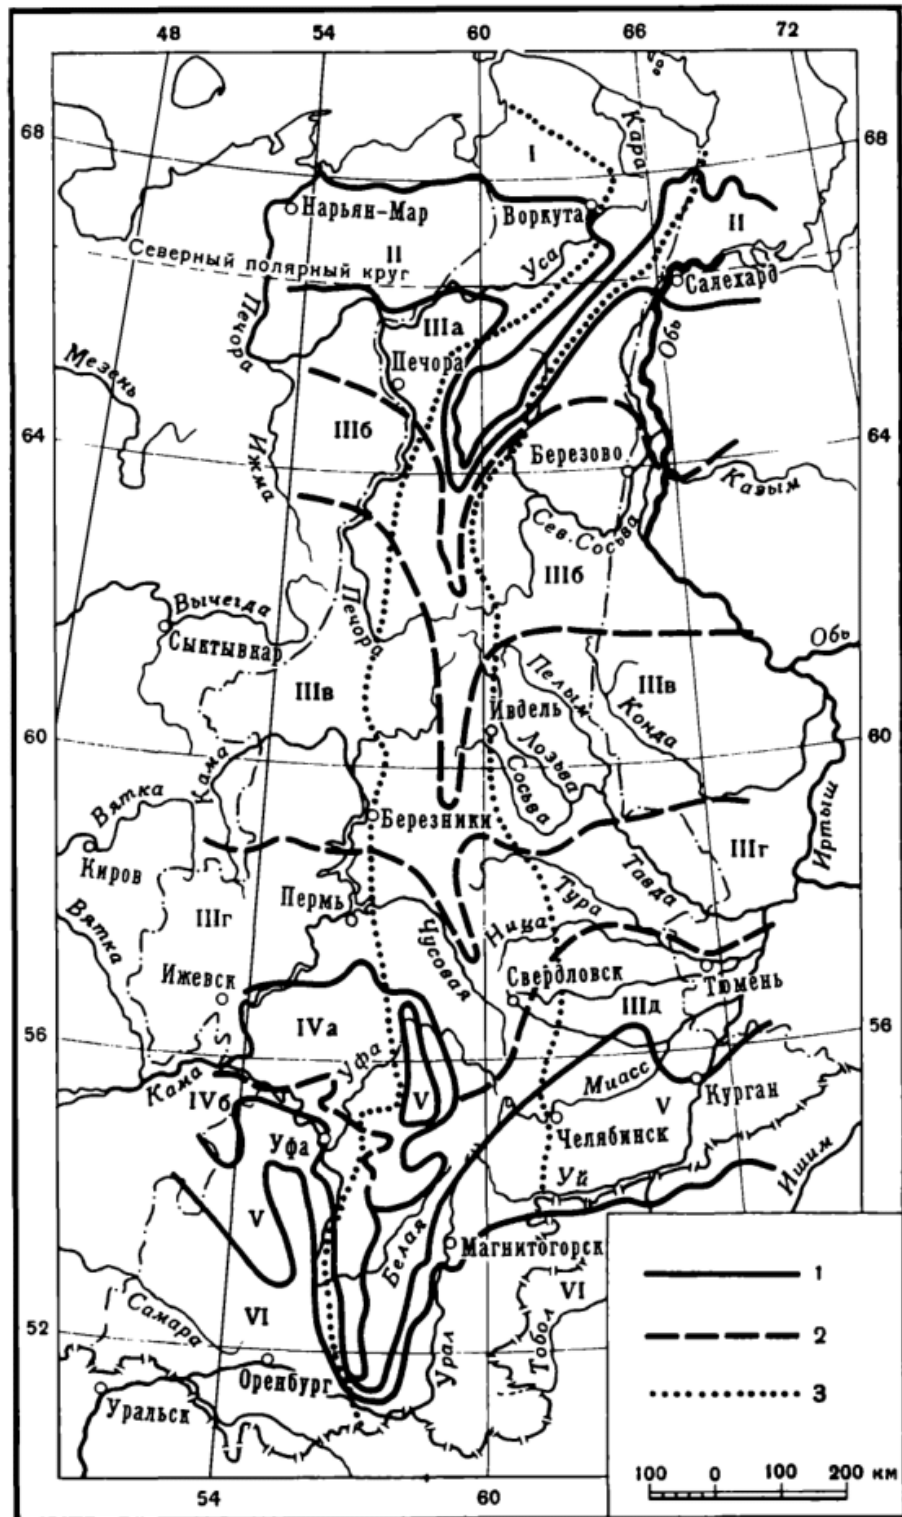 48 54 60 66 72
68 68
Кара
I
Нарьян-Мар
Воркута
II
II
Северный полярный круг
Уса
Салехард
Печора
IIIа
Обь
Печора
Мезень
IIIб
64 64
Ижма
Березово
Казым
Сев. Сосьва
IIIб
Вычегда
Печора
Сыктывкар
Обь
Пелым
IIIв
IIIв
Ивдель
Конда
60 60
Лозьва
Кама
Сосьва
Вятка
Березники
Иртыш
IIIг
Киров
Тавда
Пермь
Тура
IIIг
Чусовая
Ница
Вятка
Свердловск
Ижевск
Тюмень
IIIд
56 56
IVа
Уфа
Кама
Миасс
IVб
V
V
Курган
Уфа
Челябинск
Уй
Ишим
V
Белая
Магнитогорск
VI
VI
1
Самара
Тобол
52
Урал
2
Оренбург
Уральск
3
100 0 100 200 км
54 60